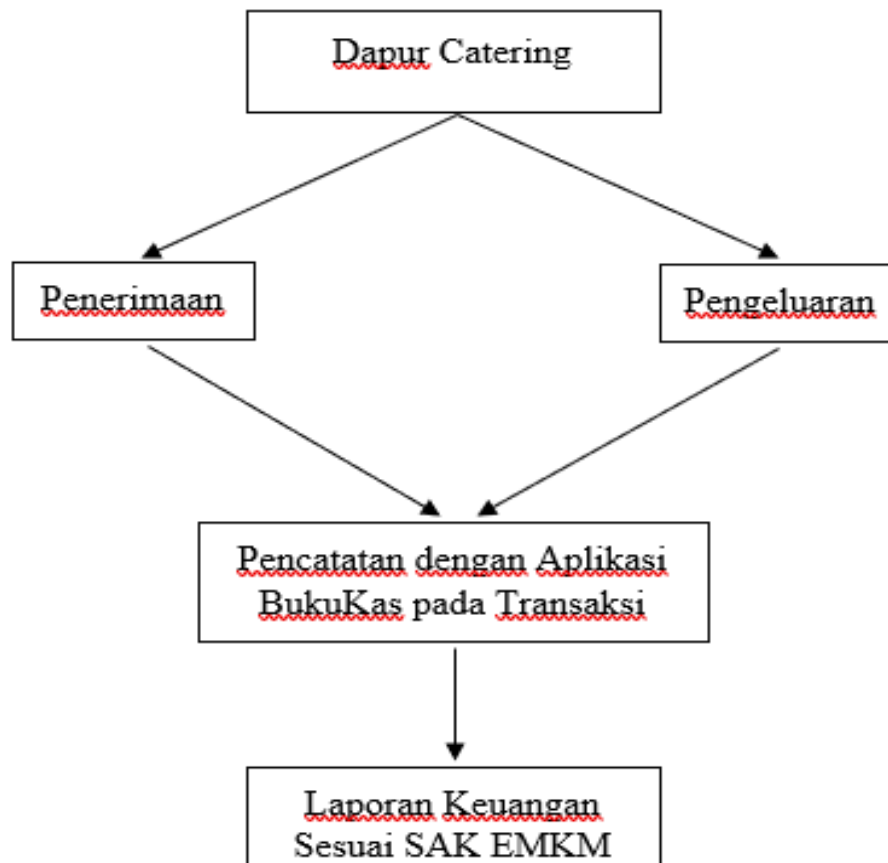 Dapur Catering
Penerimaan
Pengeluaran
Pencatatan dengan Aplikasi
BukuKas pada Transaksi
Laporan Keuangan
Sesuai SAK EMKM